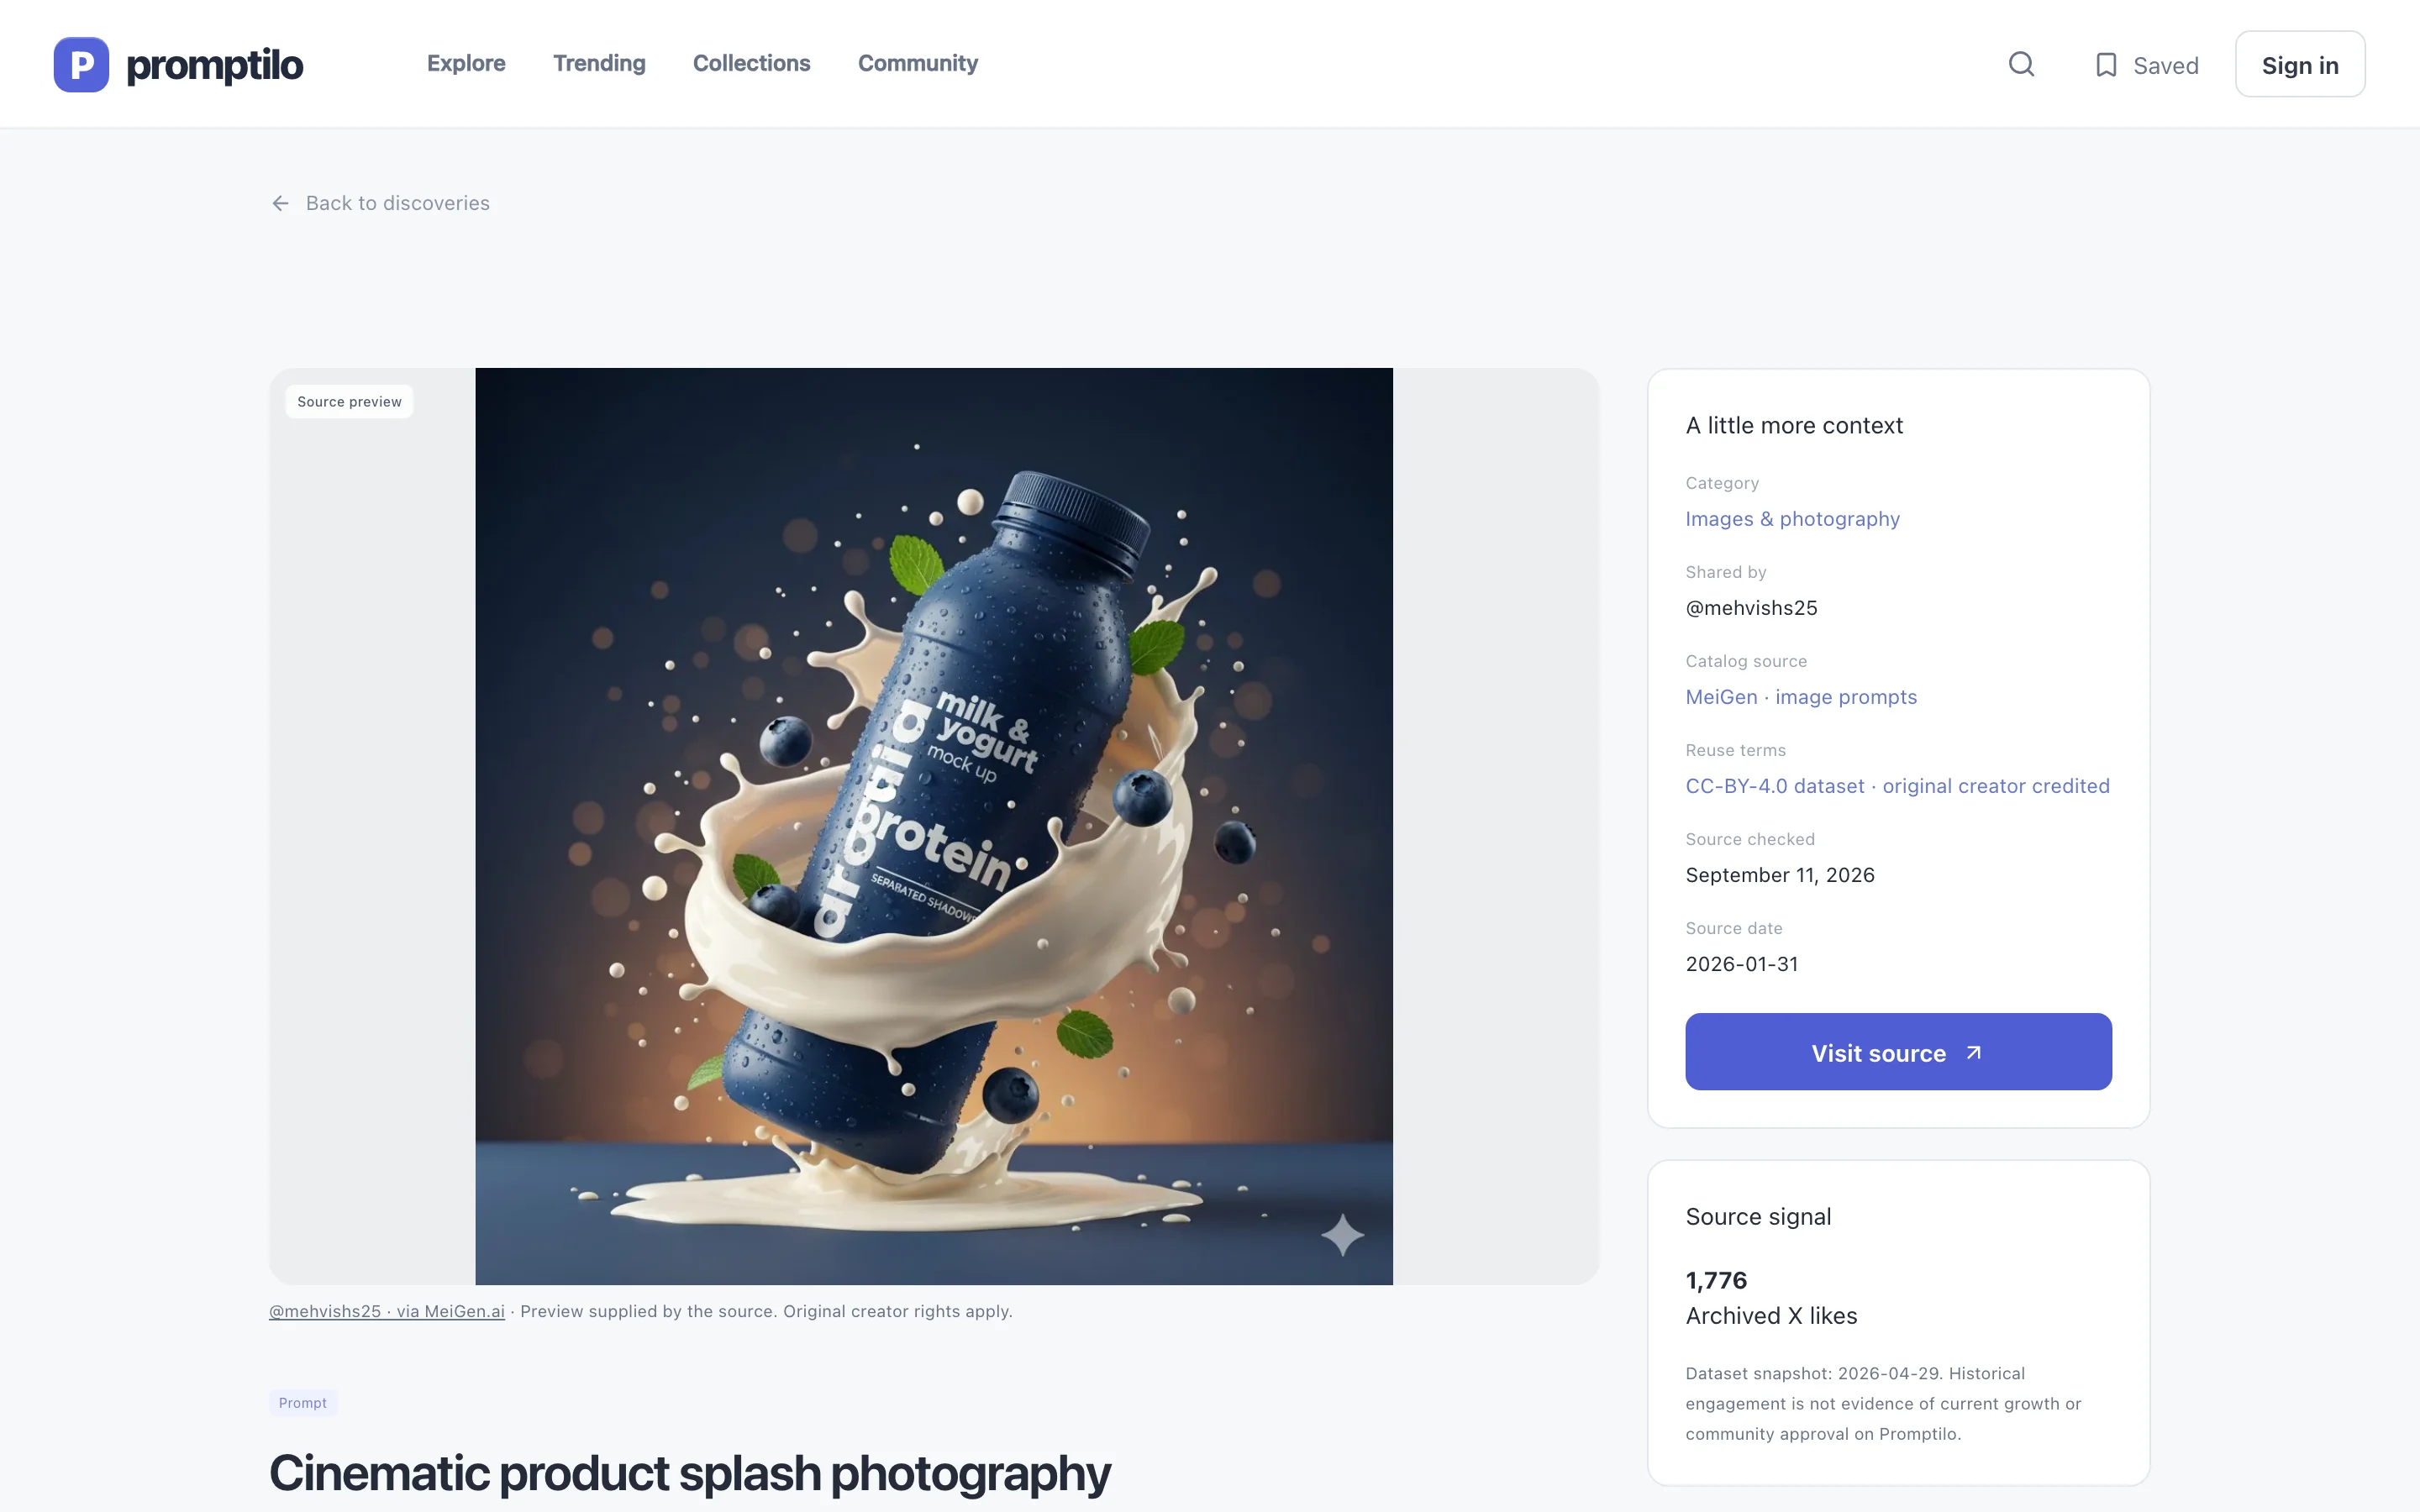 P promptilo
Explore
Trending
Collections
Community
Saved
Sign in
Back to discoveries
Source preview
milk &
yogurt
mock up
protein
SEPARATED SHADOWS
@mehvishs25 · via MeiGen.ai · Preview supplied by the source. Original creator rights apply.
Prompt
Cinematic product splash photography
A little more context
Category
Images & photography
Shared by
@mehvishs25
Catalog source
MeiGen · image prompts
Reuse terms
CC-BY-4.0 dataset · original creator credited
Source checked
September 11, 2026
Source date
2026-01-31
Visit source
Source signal
1,776
Archived X likes
Dataset snapshot: 2026-04-29. Historical
engagement is not evidence of current growth or
community approval on Promptilo.